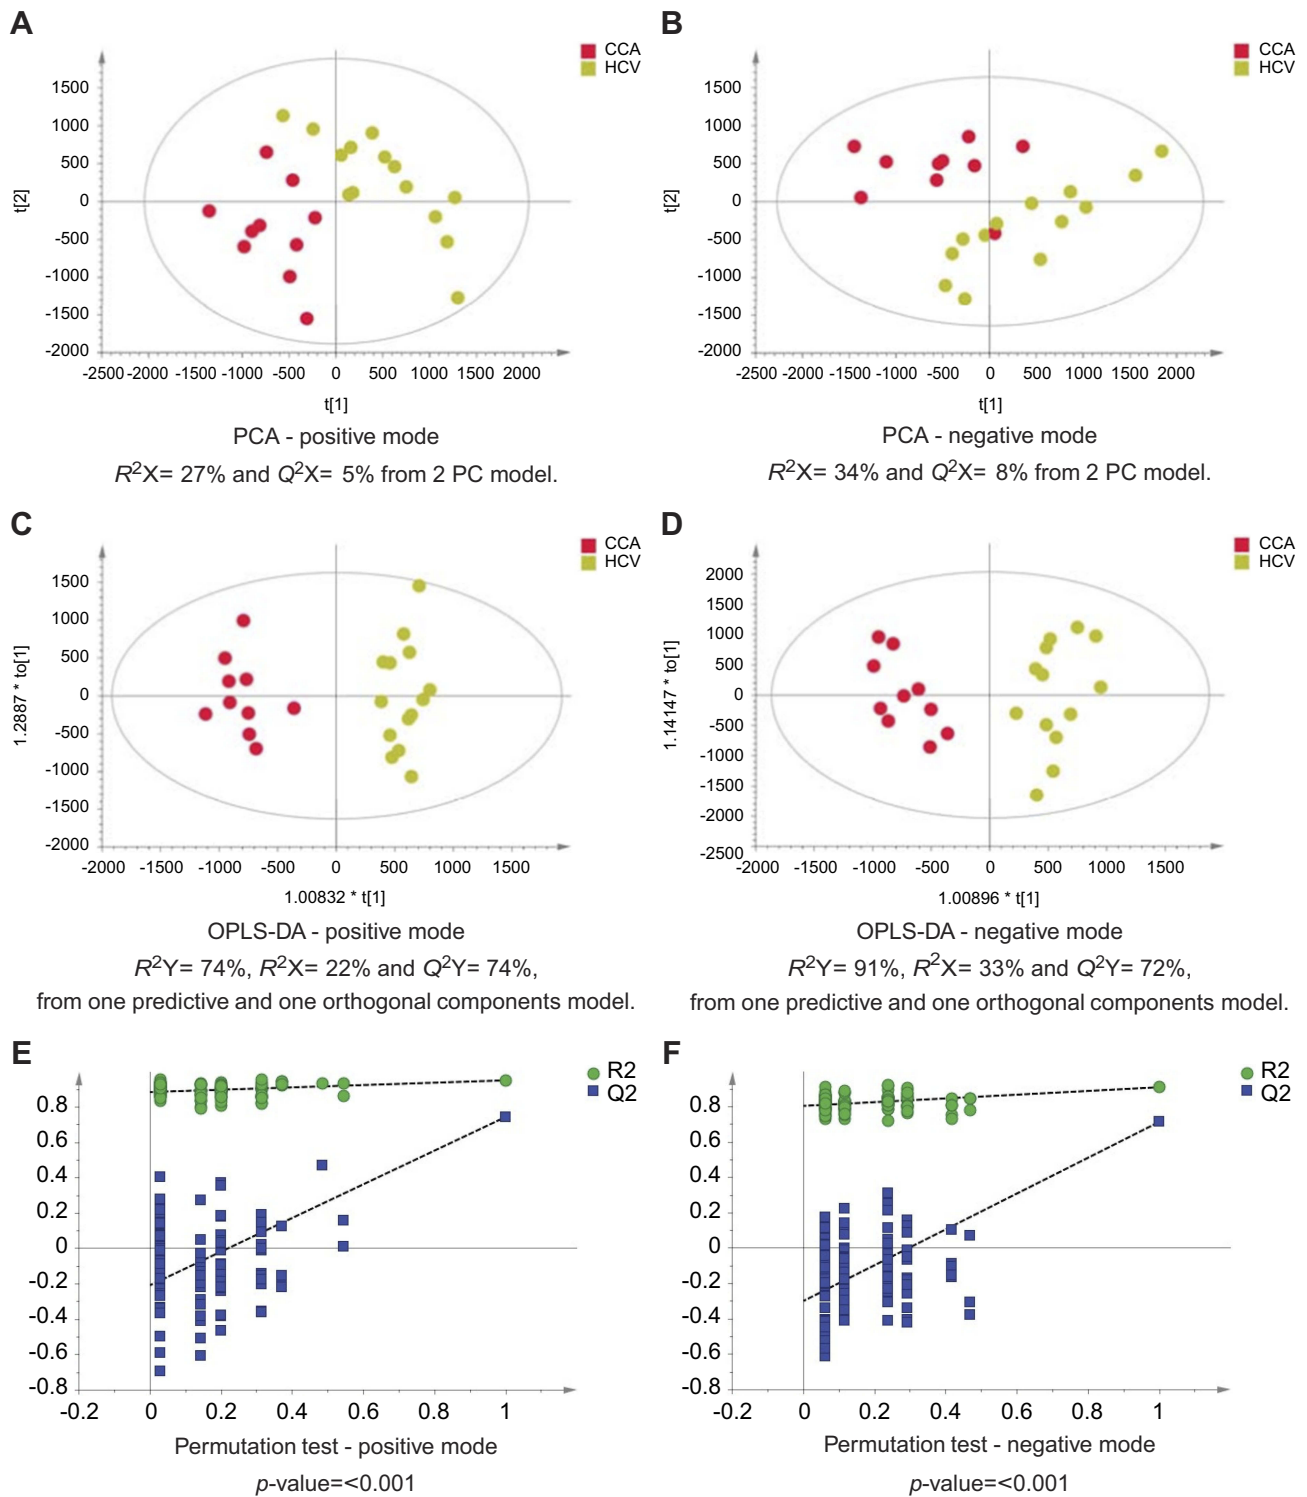 A
CCA
HCV
1500
1000
500
0
-500
-1000
-1500
-2000
t[2]
-2500 -2000 -1500 -1000 -500 0 500 1000 1500 2000
t[1]
PCA - positive mode
R²X= 27% and Q²X= 5% from 2 PC model.
B
CCA
HCV
1500
1000
500
0
-500
-1000
-1500
-2000
t[2]
-2500 -2000 -1500 -1000 -500 0 500 1000 1500 2000
t[1]
PCA - negative mode
R²X= 34% and Q²X= 8% from 2 PC model.
C
CCA
HCV
1500
1000
500
0
-500
-1000
-1500
-2000
1.2887 * to[1]
-2000 -1500 -1000 -500 0 500 1000 1500
1.00832 * t[1]
OPLS-DA - positive mode
R²Y= 74%, R²X= 22% and Q²Y= 74%,
from one predictive and one orthogonal components model.
D
CCA
HCV
2000
1500
1000
500
0
-500
-1000
-1500
-2000
-2500
1.14147 * to[1]
-2000 -1500 -1000 -500 0 500 1000 1500
1.00896 * t[1]
OPLS-DA - negative mode
R²Y= 91%, R²X= 33% and Q²Y= 72%,
from one predictive and one orthogonal components model.
E
R2
Q2
0.8
0.6
0.4
0.2
0
-0.2
-0.4
-0.6
-0.8
-0.2 0 0.2 0.4 0.6 0.8 1
Permutation test - positive mode
p-value=<0.001
F
R2
Q2
0.8
0.6
0.4
0.2
0
-0.2
-0.4
-0.6
-0.8
-0.2 0 0.2 0.4 0.6 0.8 1
Permutation test - negative mode
p-value=<0.001